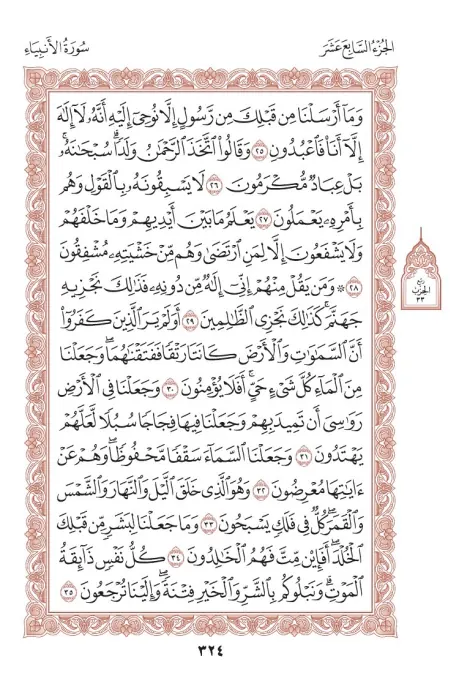 الجزء السابع عشر
سورة الأنبياء
وَمَآ أَرْسَلْنَا مِن قَبْلِكَ مِن رَّسُولٍ إِلَّا نُوحِيٓ إِلَيْهِ أَنَّهُۥ لَآ إِلَٰهَ
إِلَّآ أَنَا۠ فَٱعْبُدُونِ ٢٥ وَقَالُوا۟ ٱتَّخَذَ ٱلرَّحْمَٰنُ وَلَدًا ۗ سُبْحَٰنَهُۥ ۚ
بَلْ عِبَادٌ مُّكْرَمُونَ ٢٦ لَا يَسْبِقُونَهُۥ بِٱلْقَوْلِ وَهُم
بِأَمْرِهِۦ يَعْمَلُونَ ٢٧ يَعْلَمُ مَا بَيْنَ أَيْدِيهِمْ وَمَا خَلْفَهُمْ
وَلَا يَشْفَعُونَ إِلَّا لِمَنِ ٱرْتَضَىٰ وَهُم مِّنْ خَشْيَتِهِۦ مُشْفِقُونَ
٢٨ ۞ وَمَن يَقُلْ مِنْهُمْ إِنِّيٓ إِلَٰهٌ مِّن دُونِهِۦ فَذَٰلِكَ نَجْزِيهِ
جَهَنَّمَ ۚ كَذَٰلِكَ نَجْزِي ٱلظَّٰلِمِينَ ٢٩ أَوَلَمْ يَرَ ٱلَّذِينَ كَفَرُوٓا۟
أَنَّ ٱلسَّمَٰوَٰتِ وَٱلْأَرْضَ كَانَتَا رَتْقًا فَفَتَقْنَٰهُمَا ۖ وَجَعَلْنَا
مِنَ ٱلْمَآءِ كُلَّ شَيْءٍ حَيٍّ ۖ أَفَلَا يُؤْمِنُونَ ٣٠ وَجَعَلْنَا فِي ٱلْأَرْضِ
رَوَٰسِيَ أَن تَمِيدَ بِهِمْ وَجَعَلْنَا فِيهَا فِجَاجًا سُبُلًا لَّعَلَّهُمْ
يَهْتَدُونَ ٣١ وَجَعَلْنَا ٱلسَّمَآءَ سَقْفًا مَّحْفُوظًا ۖ وَهُمْ عَنْ
ءَايَٰتِهَا مُعْرِضُونَ ٣٢ وَهُوَ ٱلَّذِي خَلَقَ ٱلَّيْلَ وَٱلنَّهَارَ وَٱلشَّمْسَ
وَٱلْقَمَرَ ۖ كُلٌّ فِي فَلَكٍ يَسْبَحُونَ ٣٣ وَمَا جَعَلْنَا لِبَشَرٍ مِّن قَبْلِكَ
ٱلْخُلْدَ ۖ أَفَإِي۟ن مِّتَّ فَهُمُ ٱلْخَٰلِدُونَ ٣٤ كُلُّ نَفْسٍ ذَآئِقَةُ
ٱلْمَوْتِ ۗ وَنَبْلُوكُم بِٱلشَّرِّ وَٱلْخَيْرِ فِتْنَةً ۖ وَإِلَيْنَا تُرْجَعُونَ ٣٥
ربع
الحزب
٣٣
٣٢٤